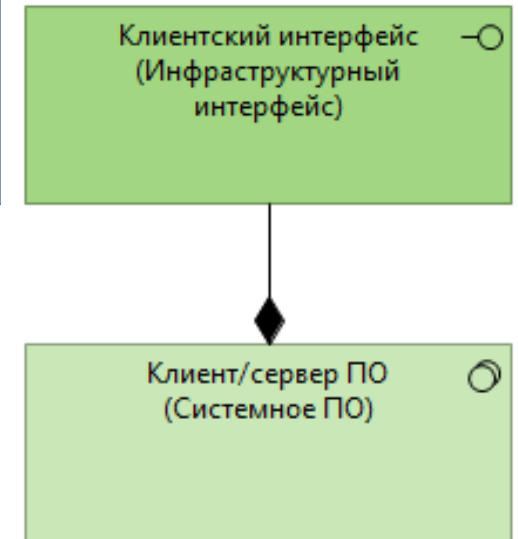 Клиентский интерфейс
(Инфраструктурный
интерфейс)
Клиент/сервер ПО
(Системное ПО)